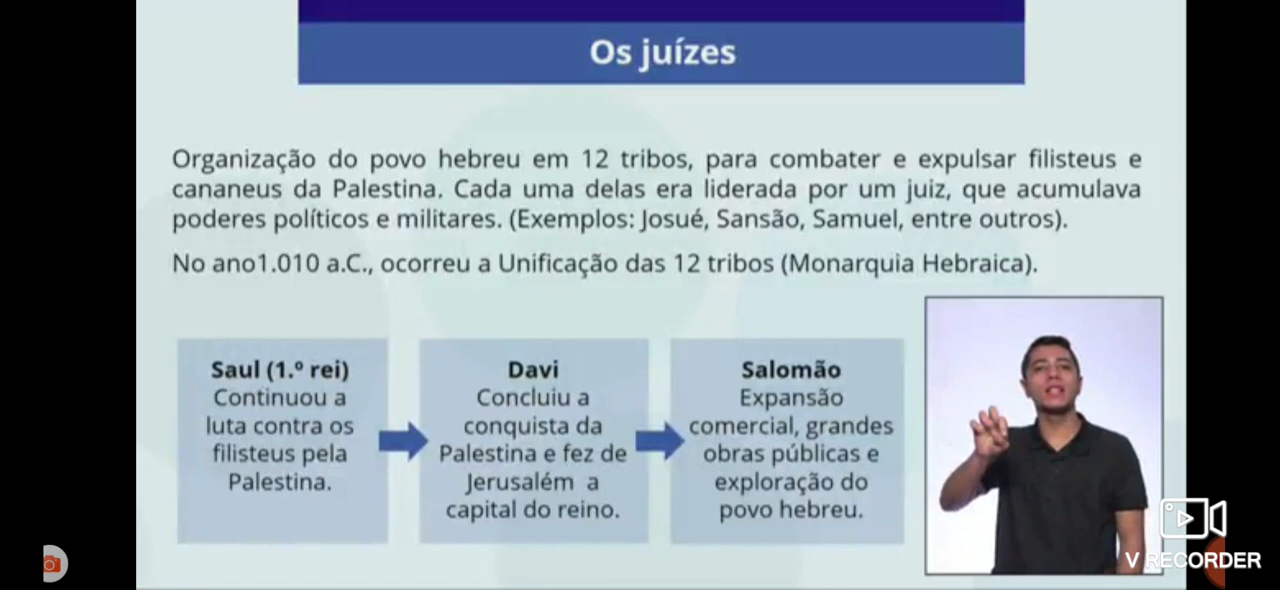 Os juízes
Organização do povo hebreu em 12 tribos, para combater e expulsar filisteus e
cananeus da Palestina. Cada uma delas era liderada por um juiz, que acumulava
poderes políticos e militares. (Exemplos: Josué, Sansão, Samuel, entre outros).
No ano1.010 a.C., ocorreu a Unificação das 12 tribos (Monarquia Hebraica).
Saul (1.º rei)
Continuou a
luta contra os
filisteus pela
Palestina.
Davi
Concluiu a
conquista da
Palestina e fez de
Jerusalém a
capital do reino.
Salomão
Expansão
comercial, grandes
obras públicas e
exploração do
povo hebreu.
V RECORDER